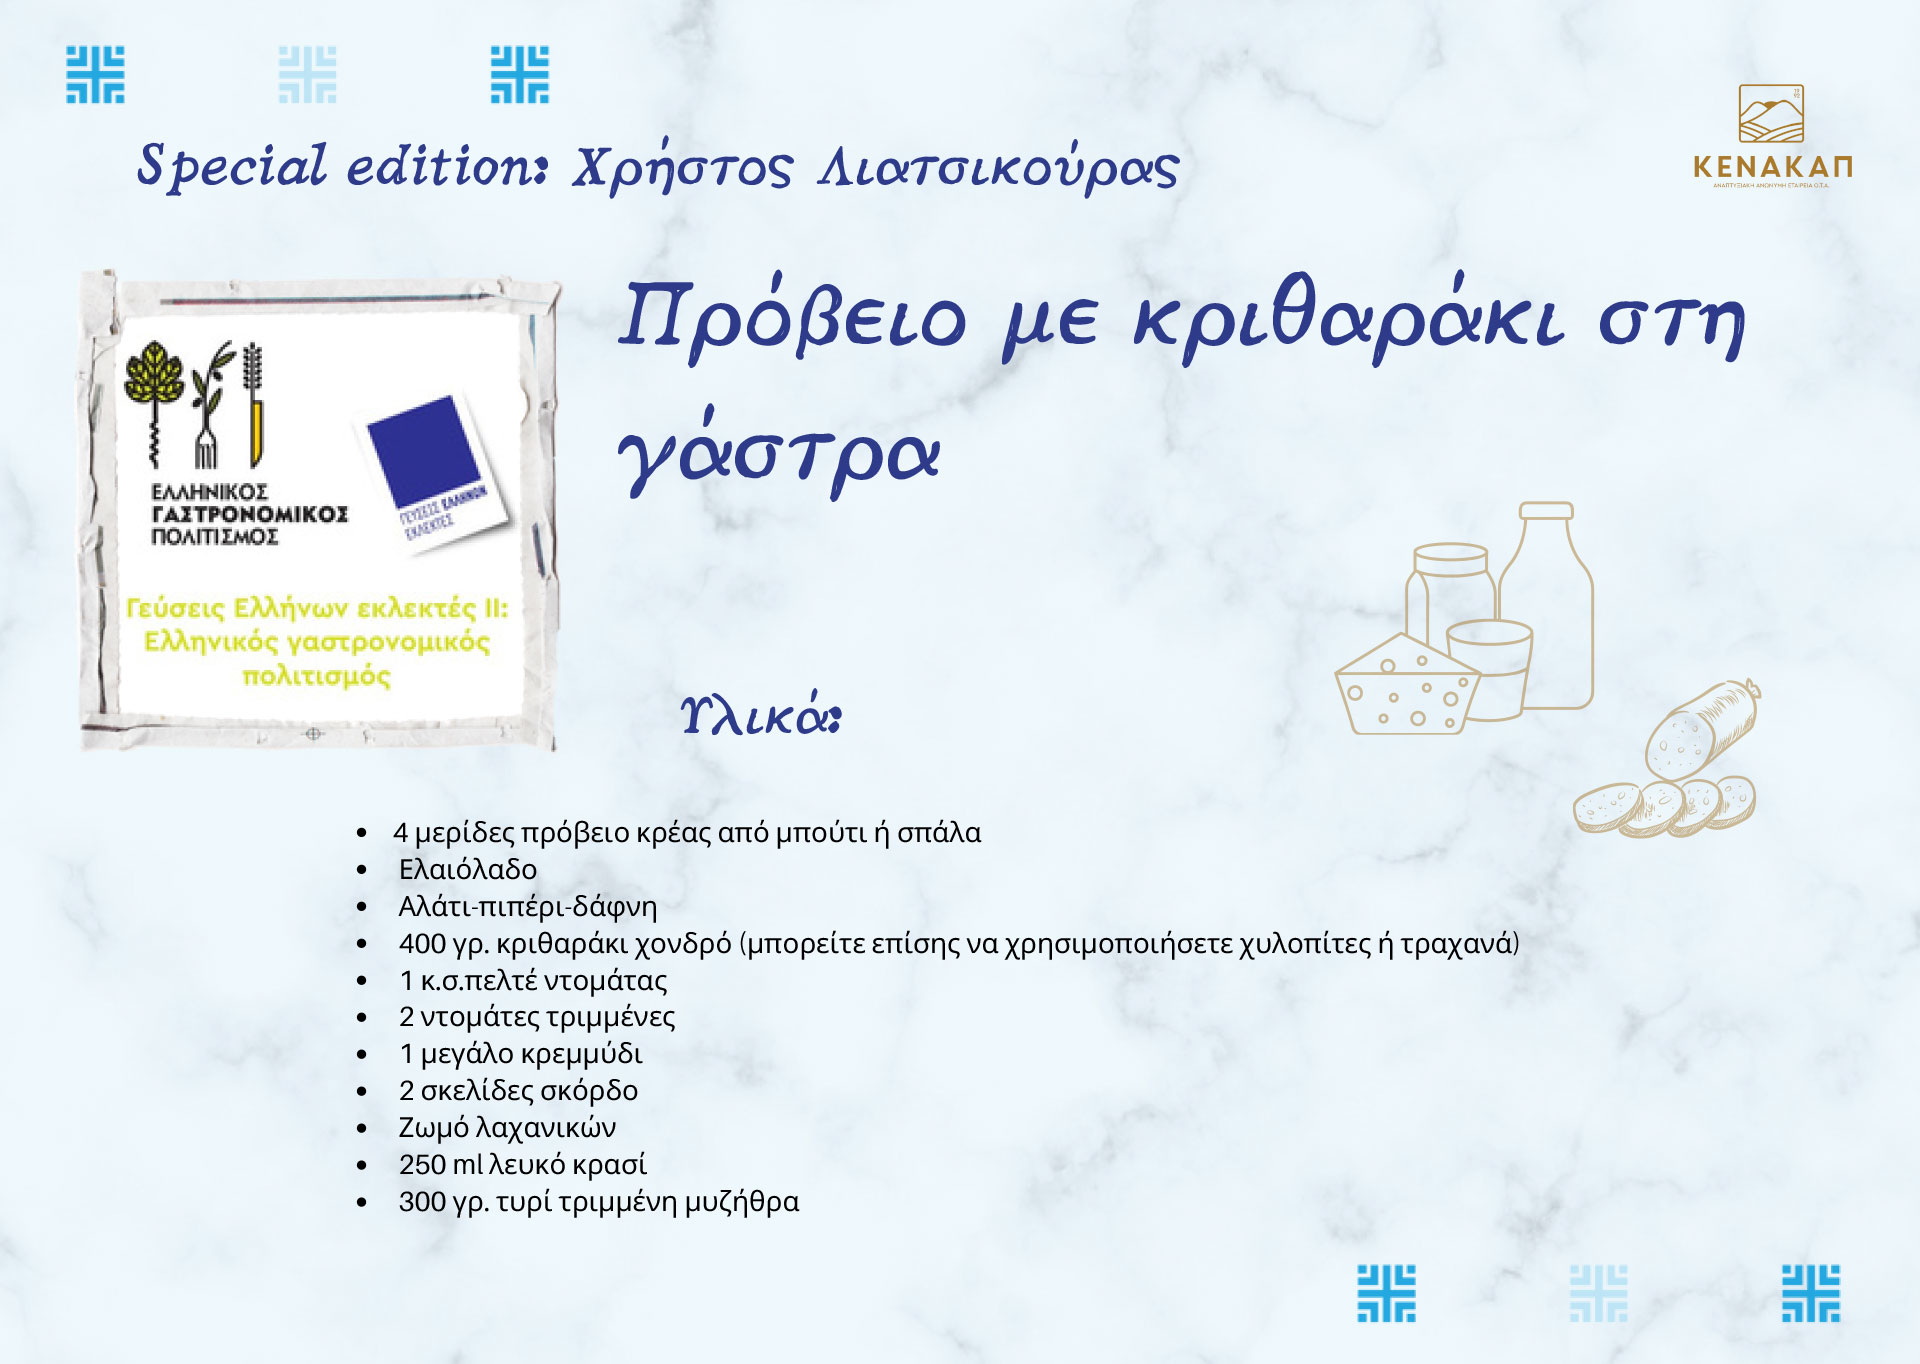 Special edition: Χρήστος Λιατσικούρας
ΚΕΝΑΚΑΠ
ΑΝΑΠΤΥΞΙΑΚΗ ΑΝΩΝΥΜΗ ΕΤΑΙΡΕΙΑ Ο.Τ.Α.
Πρόβειο με κριθαράκι στη
γάστρα
ΕΛΛΗΝΙΚΟΣ
ΓΑΣΤΡΟΝΟΜΙΚΟΣ
ΠΟΛΙΤΙΣΜΟΣ
ΓΕΥΣΕΙΣ ΕΛΛΗΝΩΝ
ΕΚΛΕΚΤΕΣ
Γεύσεις Ελλήνων εκλεκτές ΙΙ:
Ελληνικός γαστρονομικός
πολιτισμός
Υλικά:
• 4 μερίδες πρόβειο κρέας από μπούτι ή σπάλα
• Ελαιόλαδο
• Αλάτι-πιπέρι-δάφνη
• 400 γρ. κριθαράκι χονδρό (μπορείτε επίσης να χρησιμοποιήσετε χυλοπίτες ή τραχανά)
• 1 κ.σ.πελτέ ντομάτας
• 2 ντομάτες τριμμένες
• 1 μεγάλο κρεμμύδι
• 2 σκελίδες σκόρδο
• Ζωμό λαχανικών
• 250 ml λευκό κρασί
• 300 γρ. τυρί τριμμένη μυζήθρα